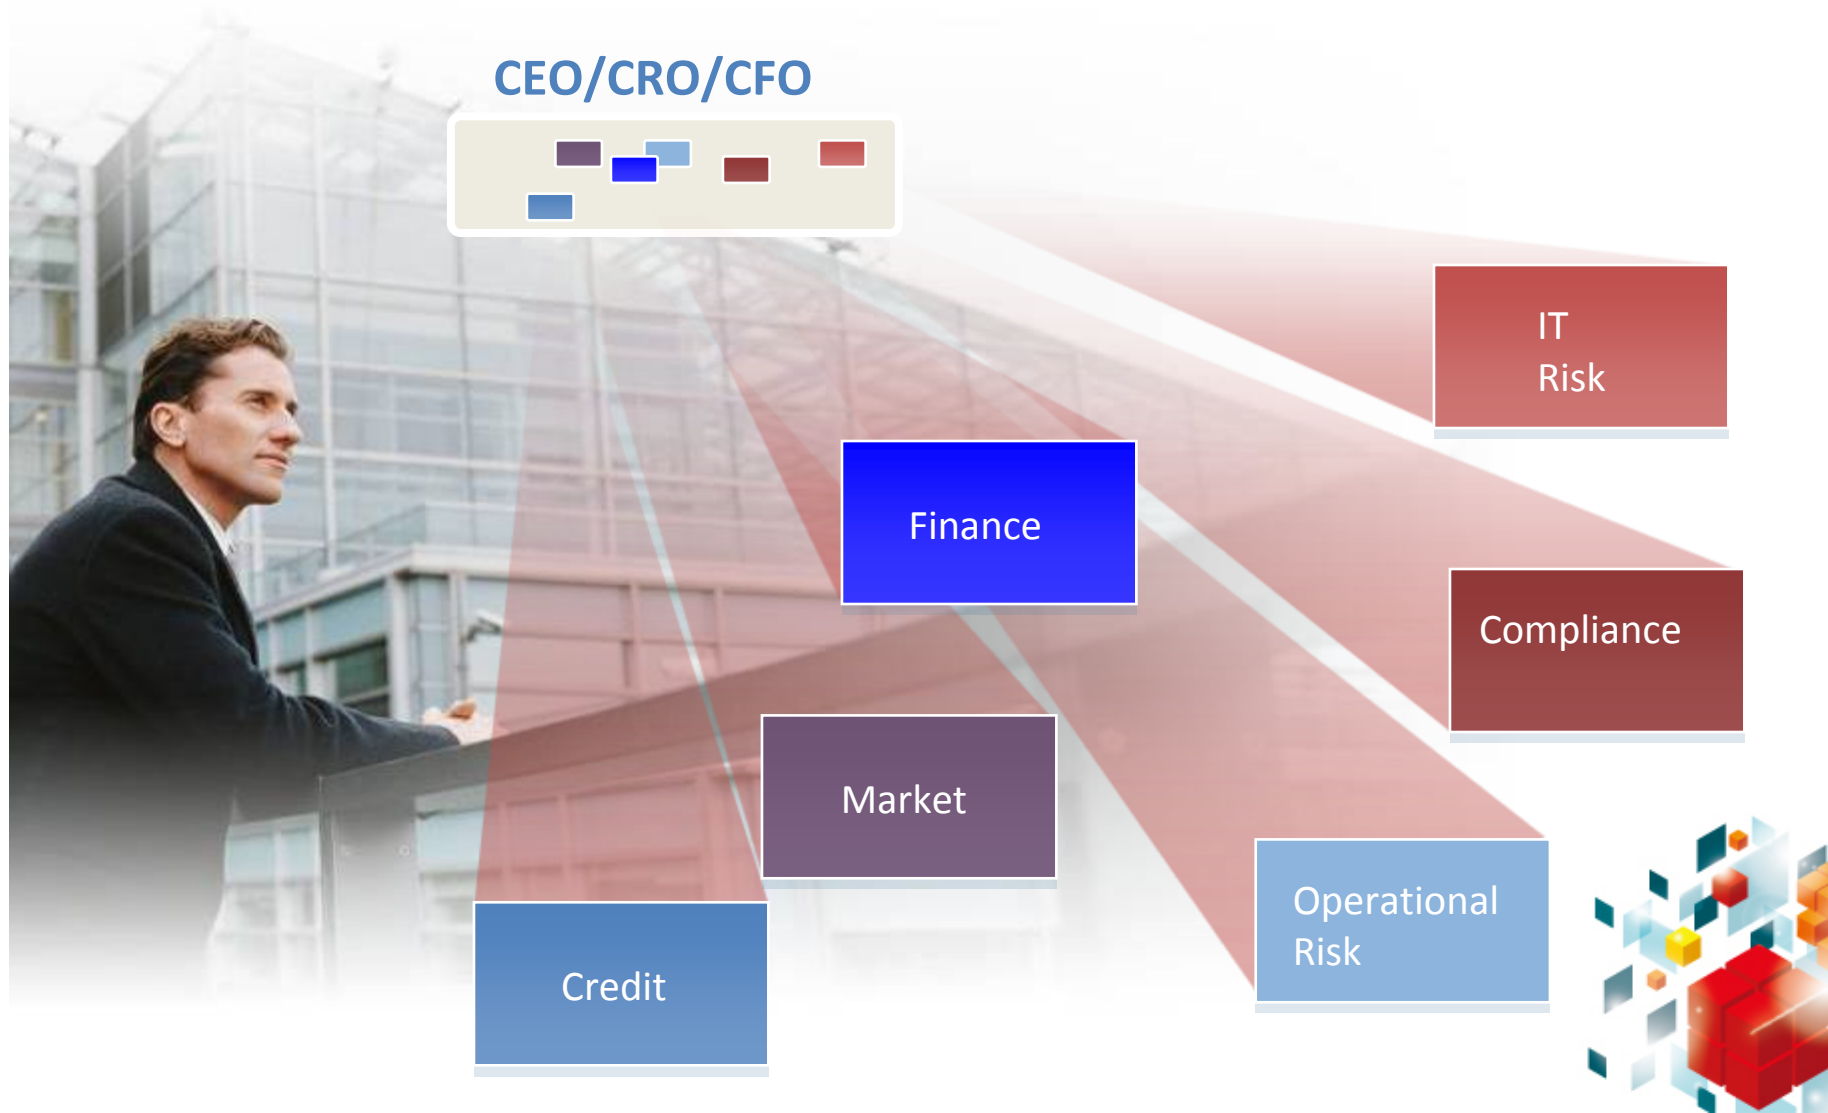 CEO/CRO/CFO
IT
Risk
Finance
Compliance
Market
Operational
Risk
Credit